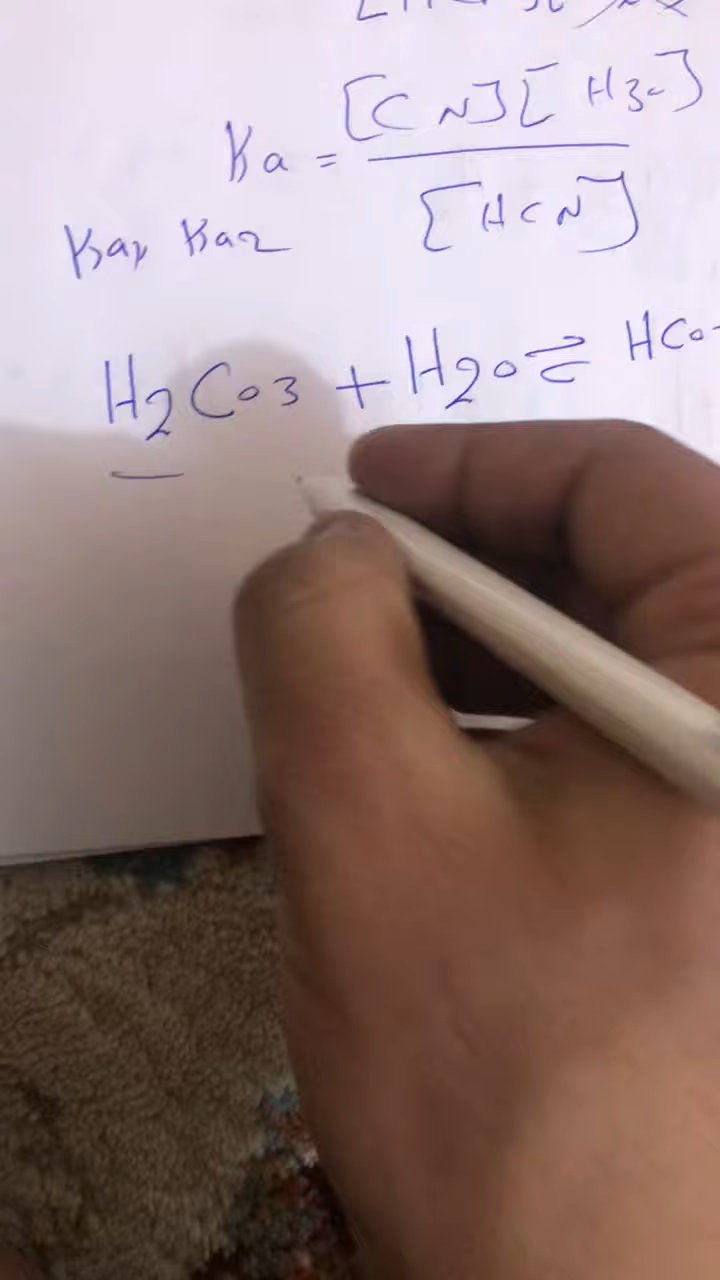 [CN][H3o]
Ka = ———
[HCN]
Ka1 Ka2
H2Co3 + H2o ⇌ HCo